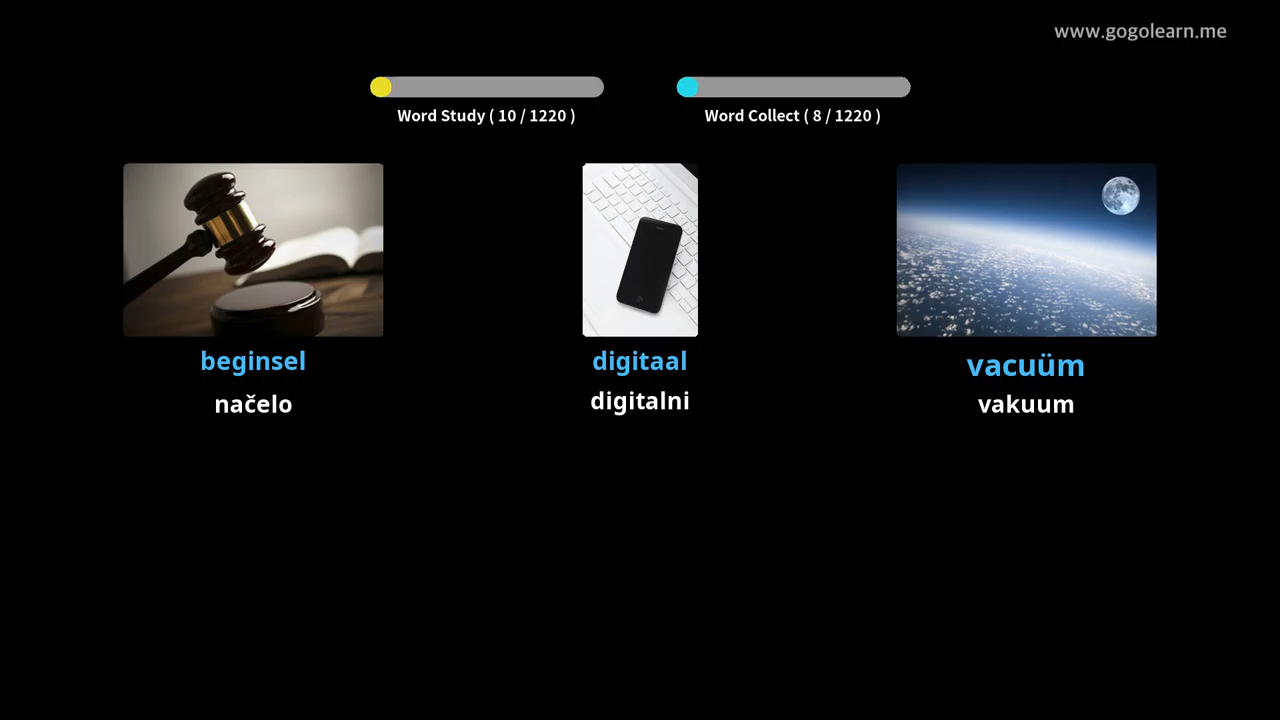 www.gogolearn.me
Word Study ( 10 / 1220 )
Word Collect ( 8 / 1220 )
beginsel
načelo
digitaal
digitalni
vacuüm
vakuum